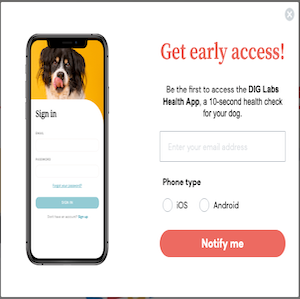 Get early access!
Be the first to access the DIG Labs
Health App, a 10-second health check
for your dog.
Enter your email address
Phone type
iOS
Android
Notify me
Sign in
EMAIL
PASSWORD
Forgot your password?
Sign in
Don't have an account? Sign up